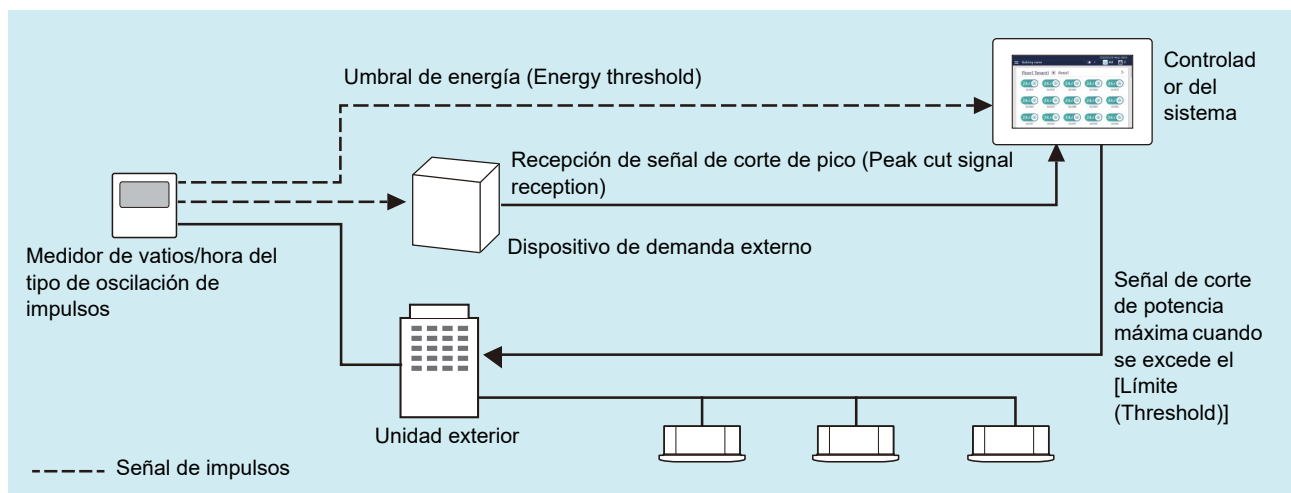 Umbral de energía (Energy threshold)
Controlad
or del
sistema
Recepción de señal de corte de pico (Peak cut signal
reception)
Dispositivo de demanda externo
Medidor de vatios/hora del
tipo de oscilación de
impulsos
Señal de corte
de potencia
máxima cuando
se excede el
[Límite
(Threshold)]
Unidad exterior
Señal de impulsos